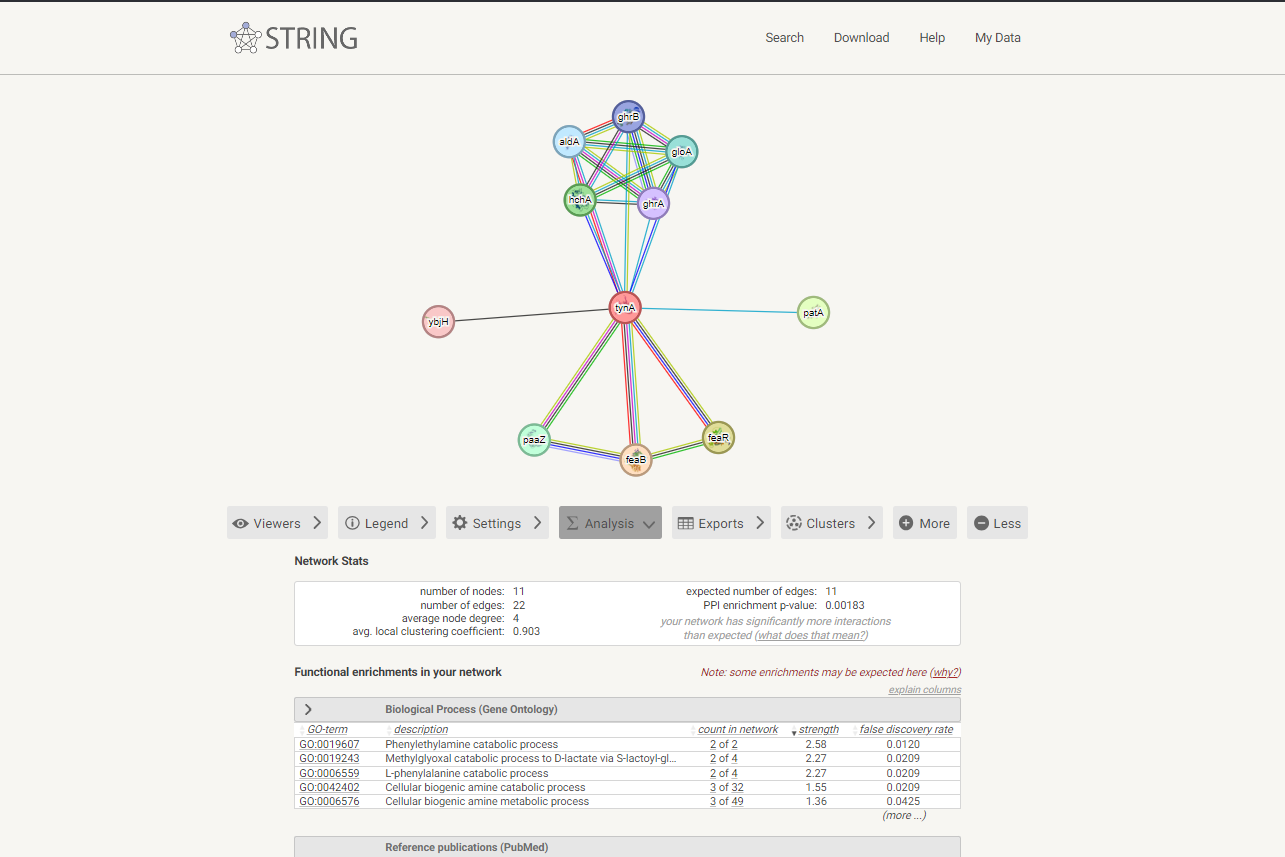 STRING
Search Download Help My Data
ghrB
aldA
gloA
hchA
ghrA
tynA
ybjH
patA
paaZ
feaR
feaB
Viewers Legend Settings Analysis Exports Clusters More Less
Network Stats
number of nodes: 11
number of edges: 22
average node degree: 4
avg. local clustering coefficient: 0.903
expected number of edges: 11
PPI enrichment p-value: 0.00183
your network has significantly more interactions
than expected (what does that mean?)
Functional enrichments in your network
Note: some enrichments may be expected here (why?)
explain columns
Biological Process (Gene Ontology)
GO-term description count in network strength false discovery rate
GO:0019607 Phenylethylamine catabolic process 2 of 2 2.58 0.0120
GO:0019243 Methylglyoxal catabolic process to D-lactate via S-lactoyl-gl... 2 of 4 2.27 0.0209
GO:0006559 L-phenylalanine catabolic process 2 of 4 2.27 0.0209
GO:0042402 Cellular biogenic amine catabolic process 3 of 32 1.55 0.0209
GO:0006576 Cellular biogenic amine metabolic process 3 of 49 1.36 0.0425
(more ...)
Reference publications (PubMed)